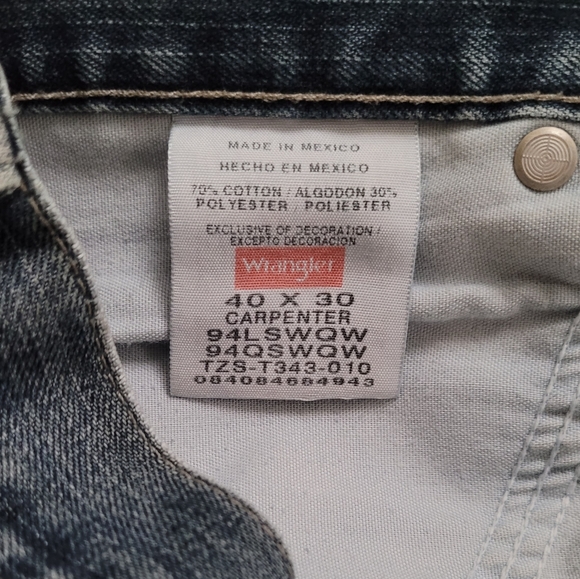 MADE IN MEXICO
HECHO EN MEXICO
70% COTTON / ALGODON 30%
POLYESTER / POLIESTER
EXCLUSIVE OF DECORATION /
EXCEPTO DECORACION
Wrangler
40 X 30
CARPENTER
94LSWQW
94QSWQW
TZS-T343-010
084084684943